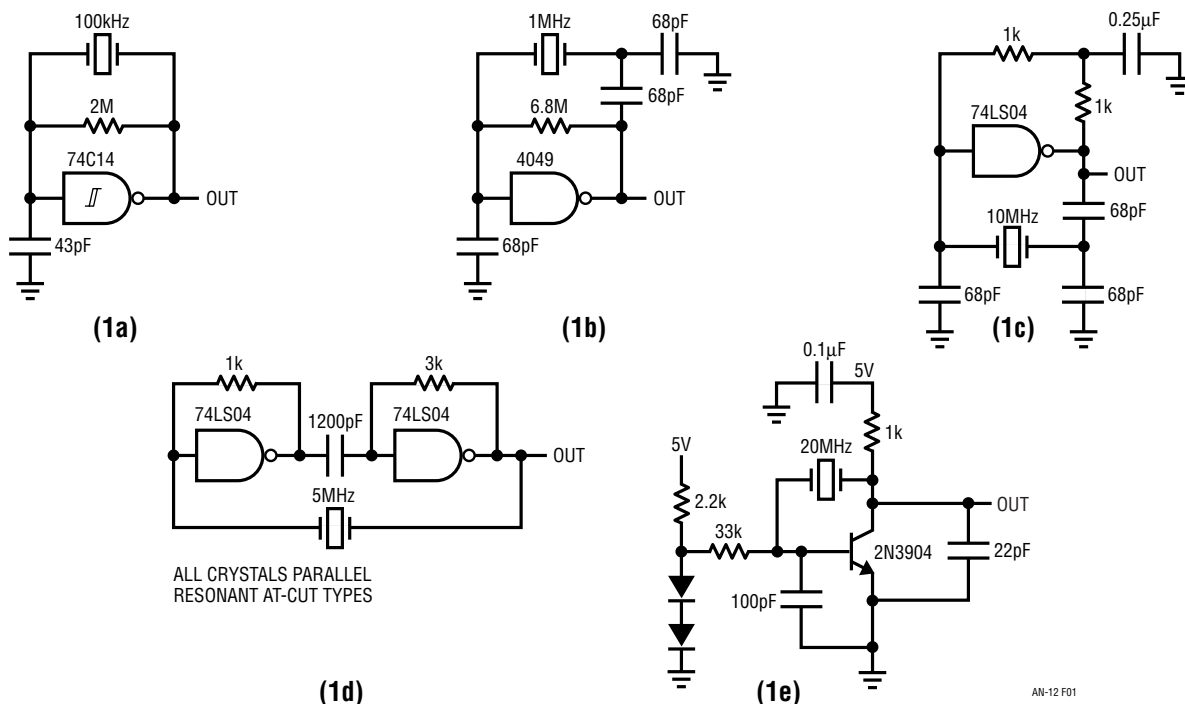 100kHz
2M
74C14
OUT
43pF
(1a)
1MHz
68pF
68pF
6.8M
4049
OUT
68pF
(1b)
1k
0.25µF
1k
74LS04
OUT
68pF
10MHz
68pF
68pF
(1c)
1k
3k
74LS04
1200pF
74LS04
OUT
5MHz
ALL CRYSTALS PARALLEL
RESONANT AT-CUT TYPES
(1d)
0.1µF
5V
1k
20MHz
5V
2.2k
33k
OUT
2N3904
22pF
100pF
(1e)
AN-12 F01